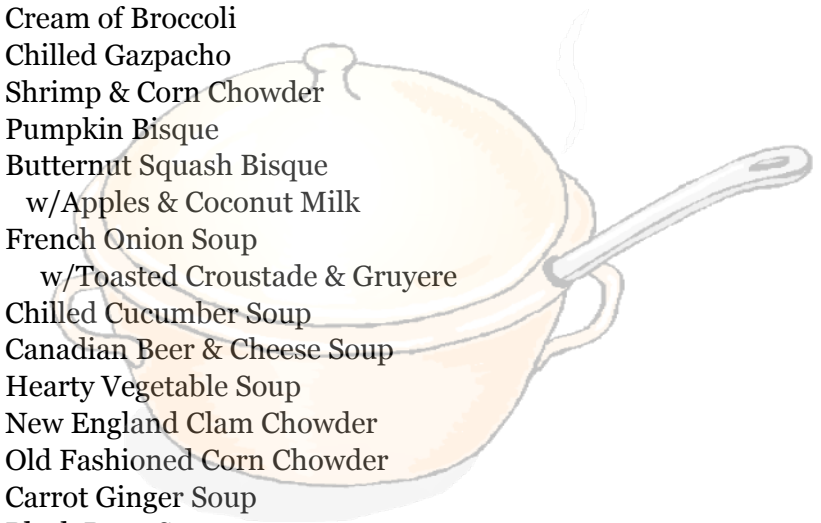 Cream of Broccoli
Chilled Gazpacho
Shrimp & Corn Chowder
Pumpkin Bisque
Butternut Squash Bisque
w/Apples & Coconut Milk
French Onion Soup
w/Toasted Croustade & Gruyere
Chilled Cucumber Soup
Canadian Beer & Cheese Soup
Hearty Vegetable Soup
New England Clam Chowder
Old Fashioned Corn Chowder
Carrot Ginger Soup